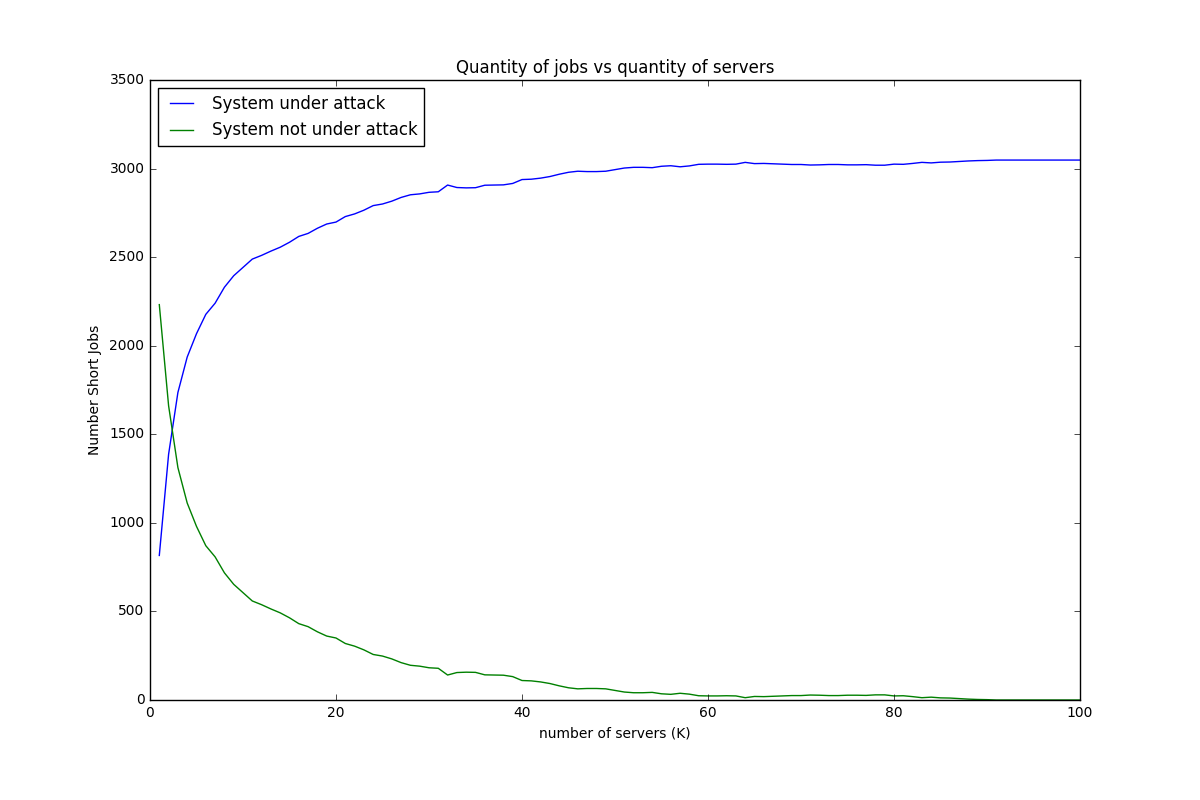 Quantity of jobs vs quantity of servers
System under attack
System not under attack
3500
3000
2500
2000
1500
1000
500
0
Number Short Jobs
0 20 40 60 80 100
number of servers (K)